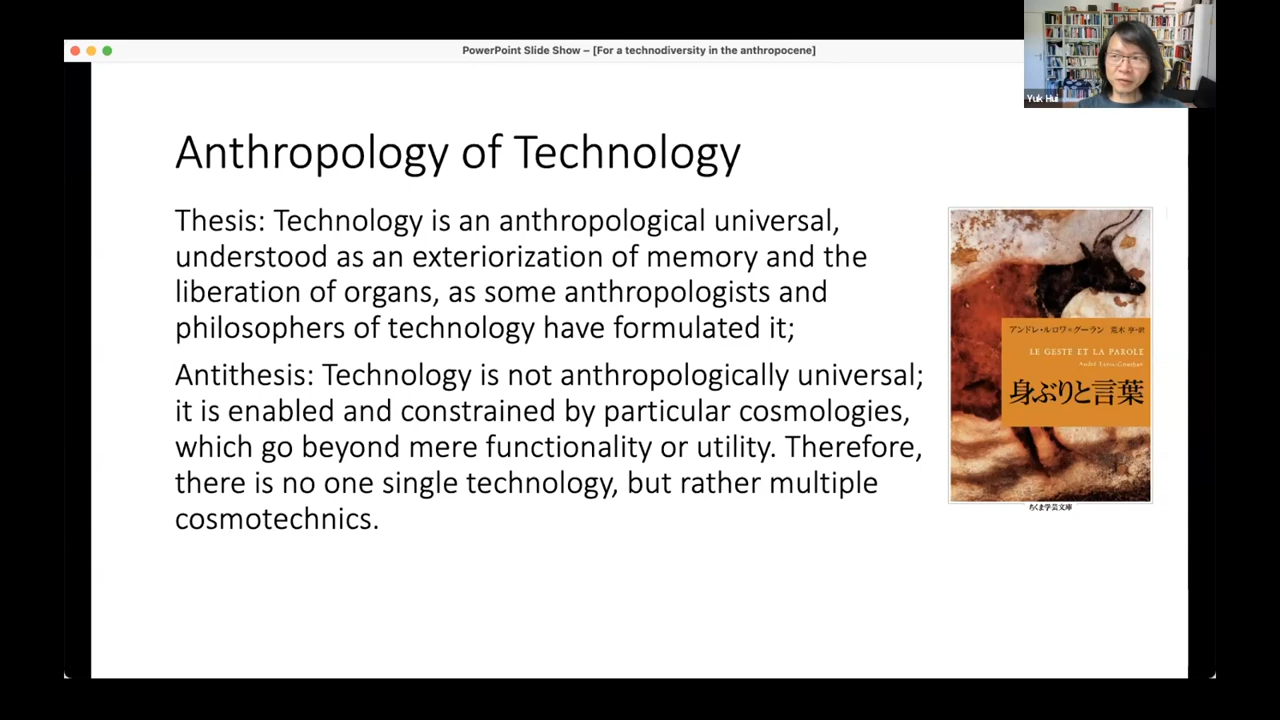 PowerPoint Slide Show – [For a technodiversity in the anthropocene]
Yuk Hui
Anthropology of Technology
Thesis: Technology is an anthropological universal,
understood as an exteriorization of memory and the
liberation of organs, as some anthropologists and
philosophers of technology have formulated it;
Antithesis: Technology is not anthropologically universal;
it is enabled and constrained by particular cosmologies,
which go beyond mere functionality or utility. Therefore,
there is no one single technology, but rather multiple
cosmotechnics.
アンドレ・ルロワ=グーラン 荒木 亨・訳
LE GESTE ET LA PAROLE
André Leroi-Gourhan
身ぶりと言葉
ちくま学芸文庫